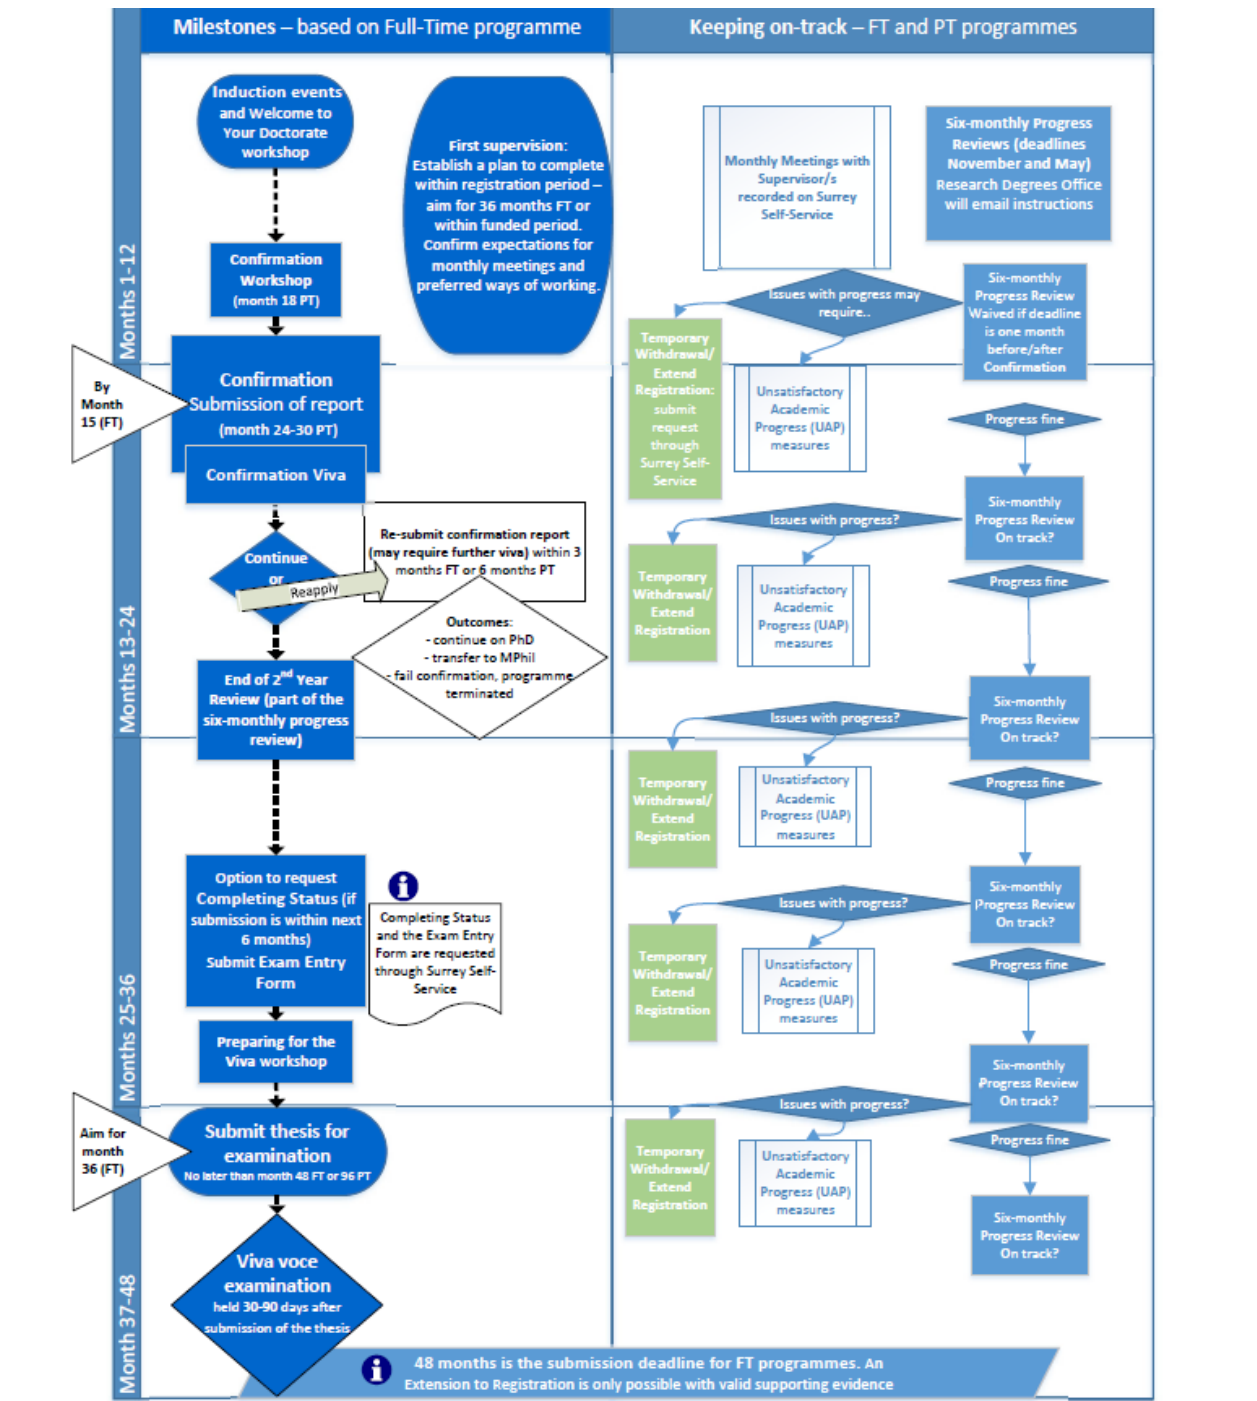 Milestones – based on Full-Time programme
Keeping on-track – FT and PT programmes
Months 1-12
Induction events
and Welcome to
Your Doctorate
workshop
First supervision:
Establish a plan to complete
within registration period –
aim for 36 months FT or
within funded period.
Confirm expectations for
monthly meetings and
preferred ways of working.
Confirmation
Workshop
(month 18 PT)
Monthly Meetings with
Supervisor/s
recorded on Surrey
Self-Service
Six-monthly Progress
Reviews (deadlines
November and May)
Research Degrees Office
will email instructions
Issues with progress may
require..
Six-monthly
Progress Review
Waived if deadline
is one month
before/after
Confirmation
Temporary
Withdrawal/
Extend
Registration:
submit
request
through
Surrey Self-
Service
Unsatisfactory
Academic
Progress (UAP)
measures
Progress fine
Months 13-24
By
Month
15 (FT)
Confirmation
Submission of report
(month 24-30 PT)
Confirmation Viva
Continue
or
Reapply
Re-submit confirmation report
(may require further viva) within 3
months FT or 6 months PT
Outcomes:
- continue on PhD
- transfer to MPhil
- fail confirmation, programme
terminated
End of 2nd Year
Review (part of the
six-monthly progress
review)
Six-monthly
Progress Review
On track?
Issues with progress?
Temporary
Withdrawal/
Extend
Registration
Unsatisfactory
Academic
Progress (UAP)
measures
Progress fine
Six-monthly
Progress Review
On track?
Issues with progress?
Months 25-36
Temporary
Withdrawal/
Extend
Registration
Unsatisfactory
Academic
Progress (UAP)
measures
Progress fine
Option to request
Completing Status (if
submission is within next
6 months)
Submit Exam Entry
Form
i
Completing Status
and the Exam Entry
Form are requested
through Surrey Self-
Service
Preparing for the
Viva workshop
Six-monthly
Progress Review
On track?
Issues with progress?
Temporary
Withdrawal/
Extend
Registration
Unsatisfactory
Academic
Progress (UAP)
measures
Progress fine
Six-monthly
Progress Review
On track?
Issues with progress?
Month 37-48
Aim for
month
36 (FT)
Submit thesis for
examination
No later than month 48 FT or 96 PT
Viva voce
examination
held 30-90 days after
submission of the thesis
Temporary
Withdrawal/
Extend
Registration
Unsatisfactory
Academic
Progress (UAP)
measures
Progress fine
Six-monthly
Progress Review
On track?
i
48 months is the submission deadline for FT programmes. An
Extension to Registration is only possible with valid supporting evidence